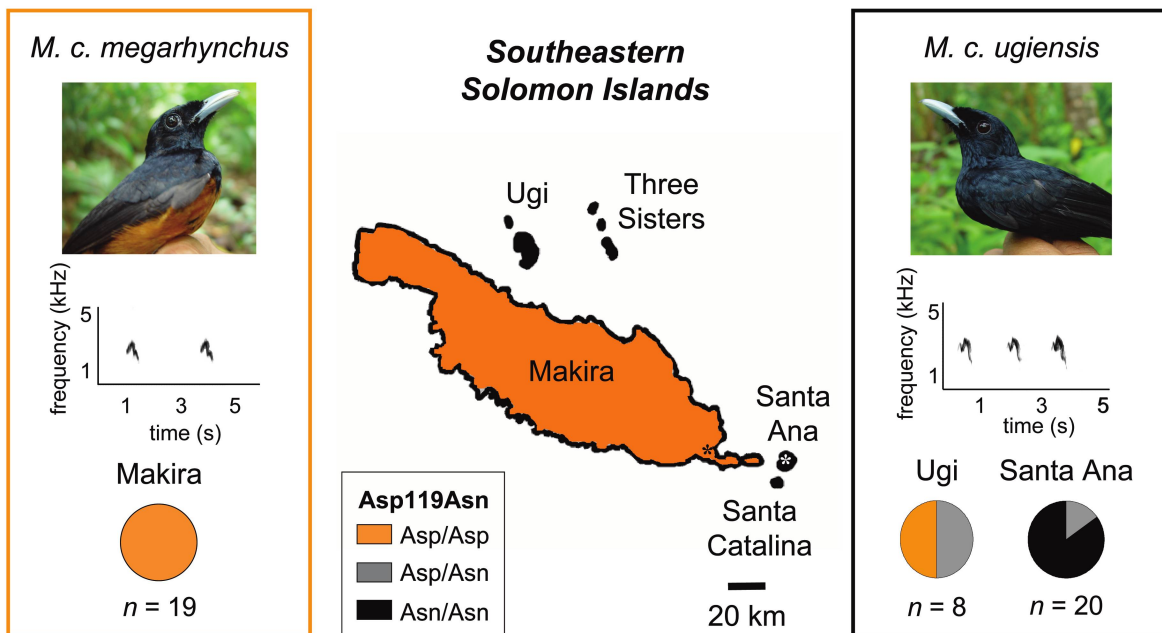 M. c. megarhynchus
frequency (kHz)
5
1
1 3 5
time (s)
Makira
n = 19
Southeastern
Solomon Islands
Ugi
Three
Sisters
Makira
Santa
Ana
*
*
Santa
Catalina
20 km
Asp119Asn
Asp/Asp
Asp/Asn
Asn/Asn
M. c. ugiensis
frequency (kHz)
5
1
1 3 5
time (s)
Ugi
n = 8
Santa Ana
n = 20